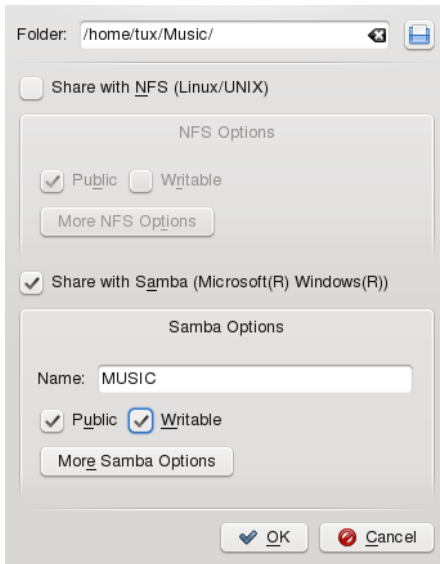 Folder: /home/tux/Music/
Share with NFS (Linux/UNIX)
NFS Options
Public Writable
More NFS Options
Share with Samba (Microsoft(R) Windows(R))
Samba Options
Name: MUSIC
Public Writable
More Samba Options
OK Cancel